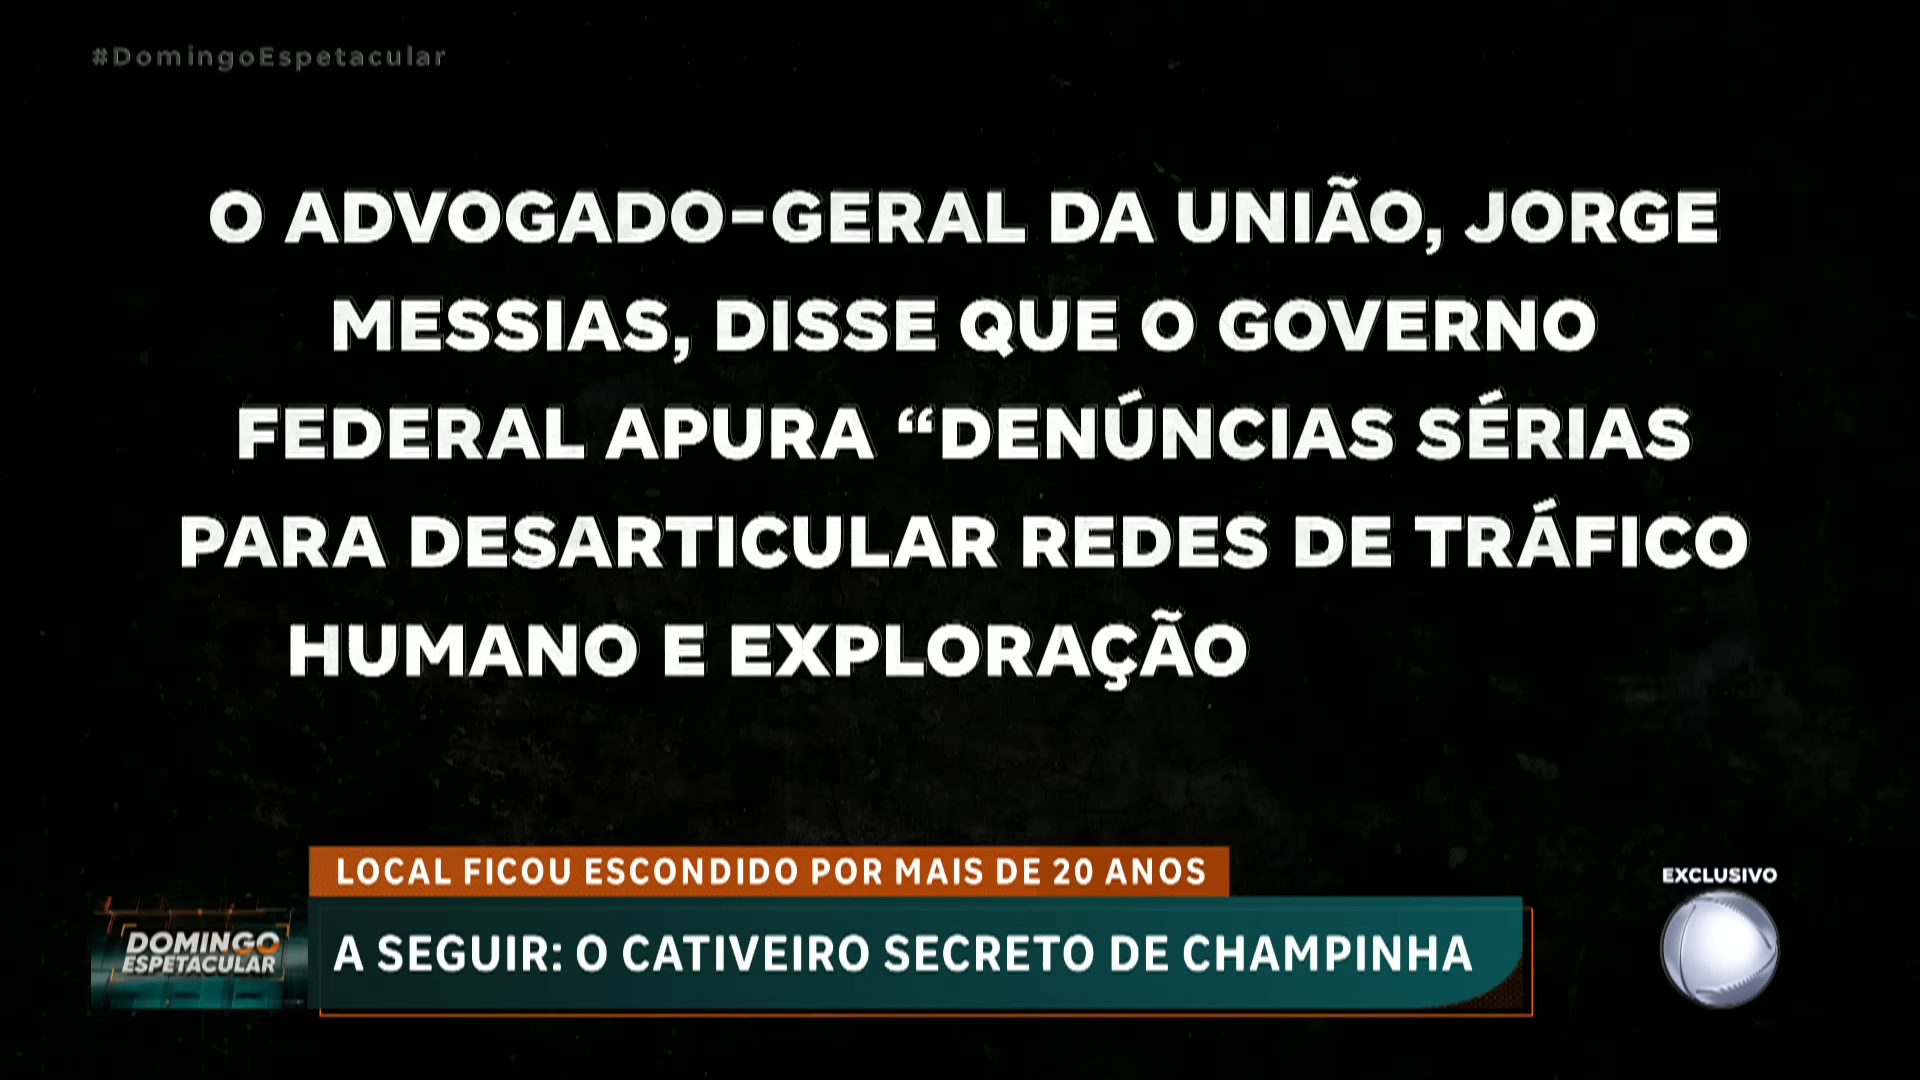 #DomingoEspetacular
O ADVOGADO-GERAL DA UNIÃO, JORGE
MESSIAS, DISSE QUE O GOVERNO
FEDERAL APURA “DENÚNCIAS SÉRIAS
PARA DESARTICULAR REDES DE TRÁFICO
HUMANO E EXPLORAÇÃO
LOCAL FICOU ESCONDIDO POR MAIS DE 20 ANOS
EXCLUSIVO
DOMINGO
ESPETACULAR
A SEGUIR: O CATIVEIRO SECRETO DE CHAMPINHA